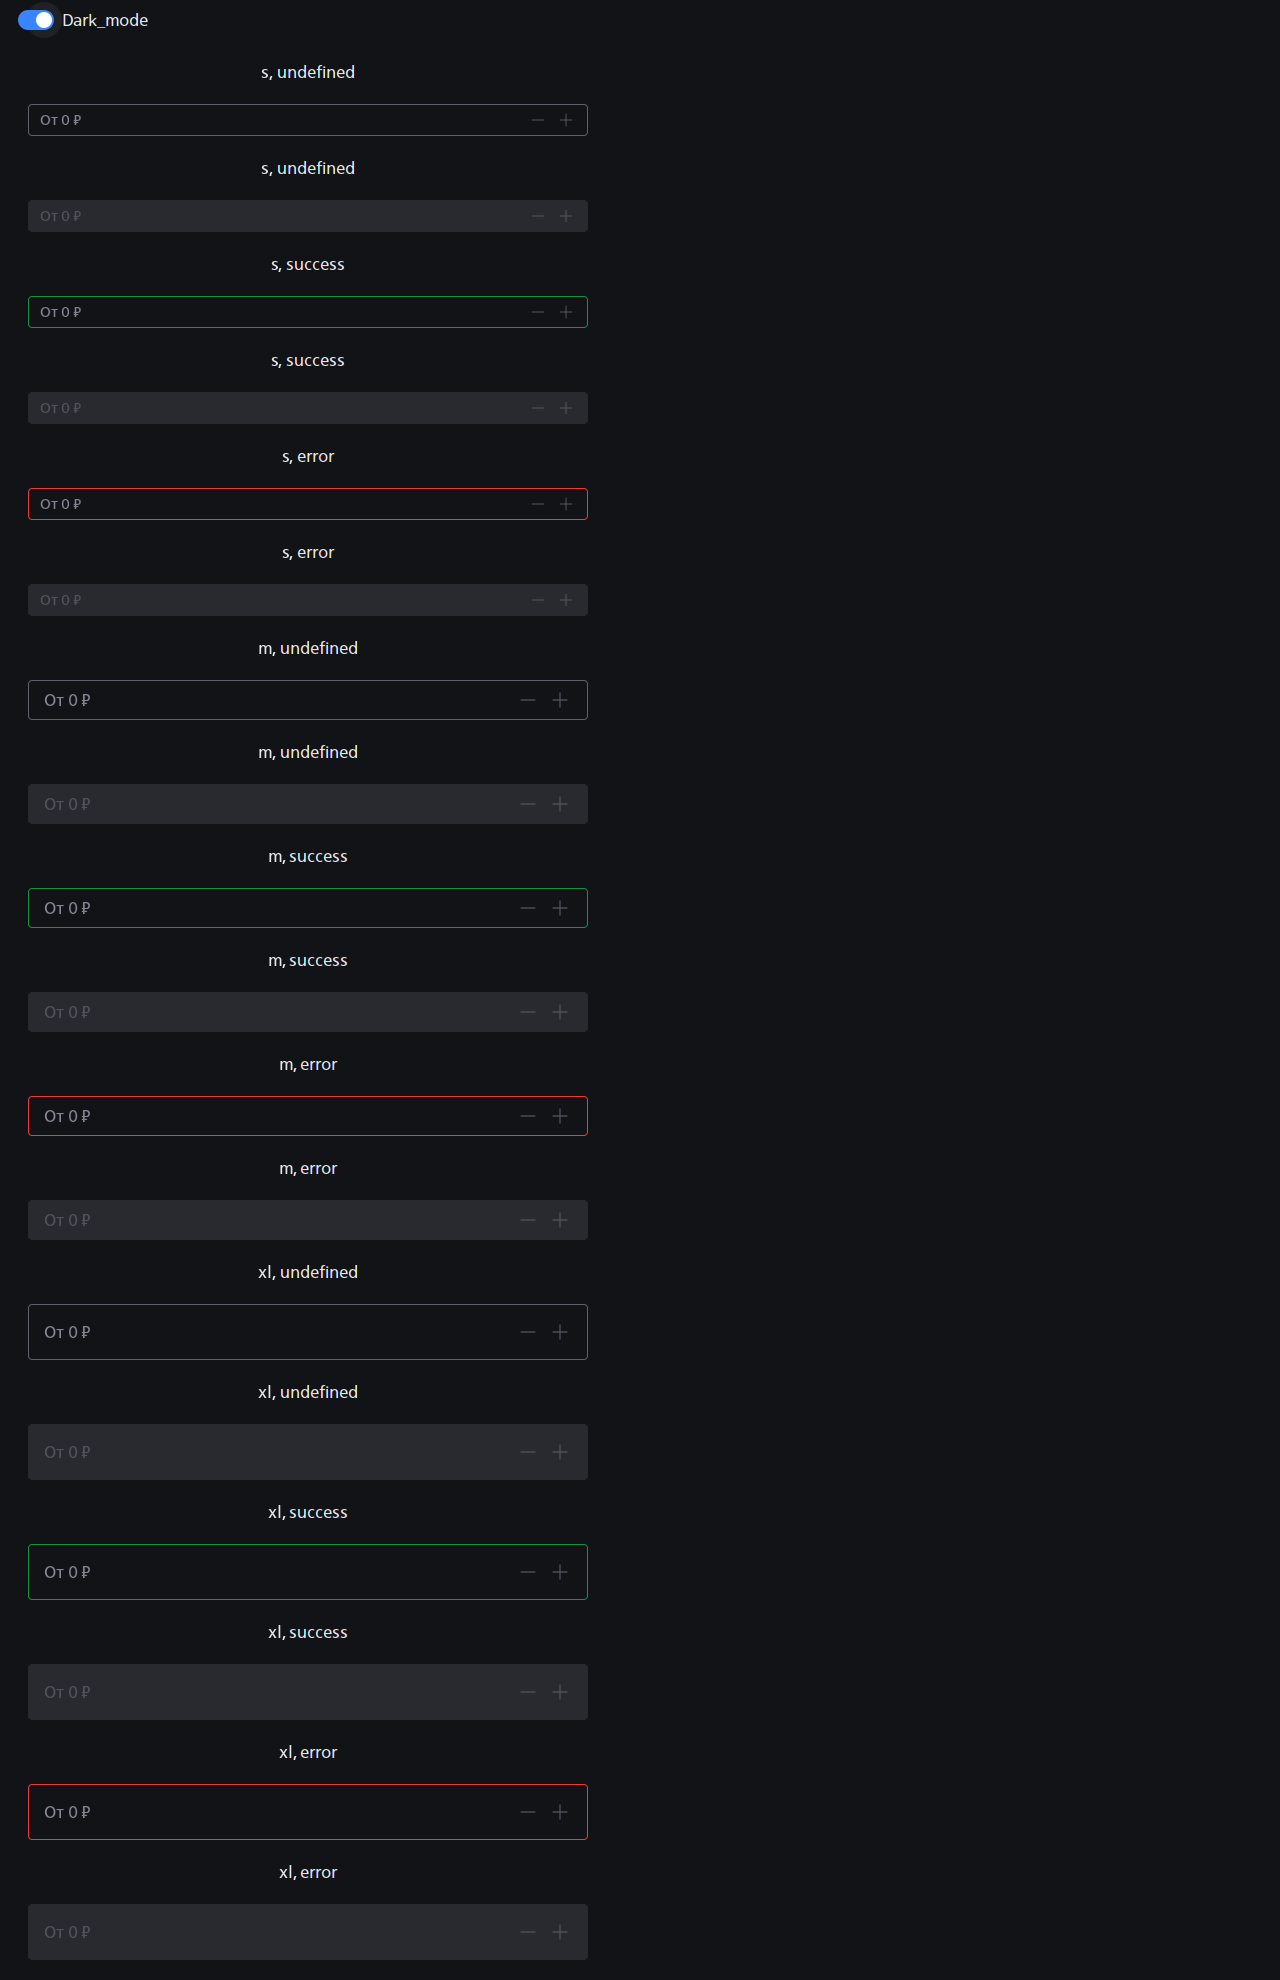 Dark_mode
s, undefined
От 0 ₽
s, undefined
От 0 ₽
s, success
От 0 ₽
s, success
От 0 ₽
s, error
От 0 ₽
s, error
От 0 ₽
m, undefined
От 0 ₽
m, undefined
От 0 ₽
m, success
От 0 ₽
m, success
От 0 ₽
m, error
От 0 ₽
m, error
От 0 ₽
xl, undefined
От 0 ₽
xl, undefined
От 0 ₽
xl, success
От 0 ₽
xl, success
От 0 ₽
xl, error
От 0 ₽
xl, error
От 0 ₽